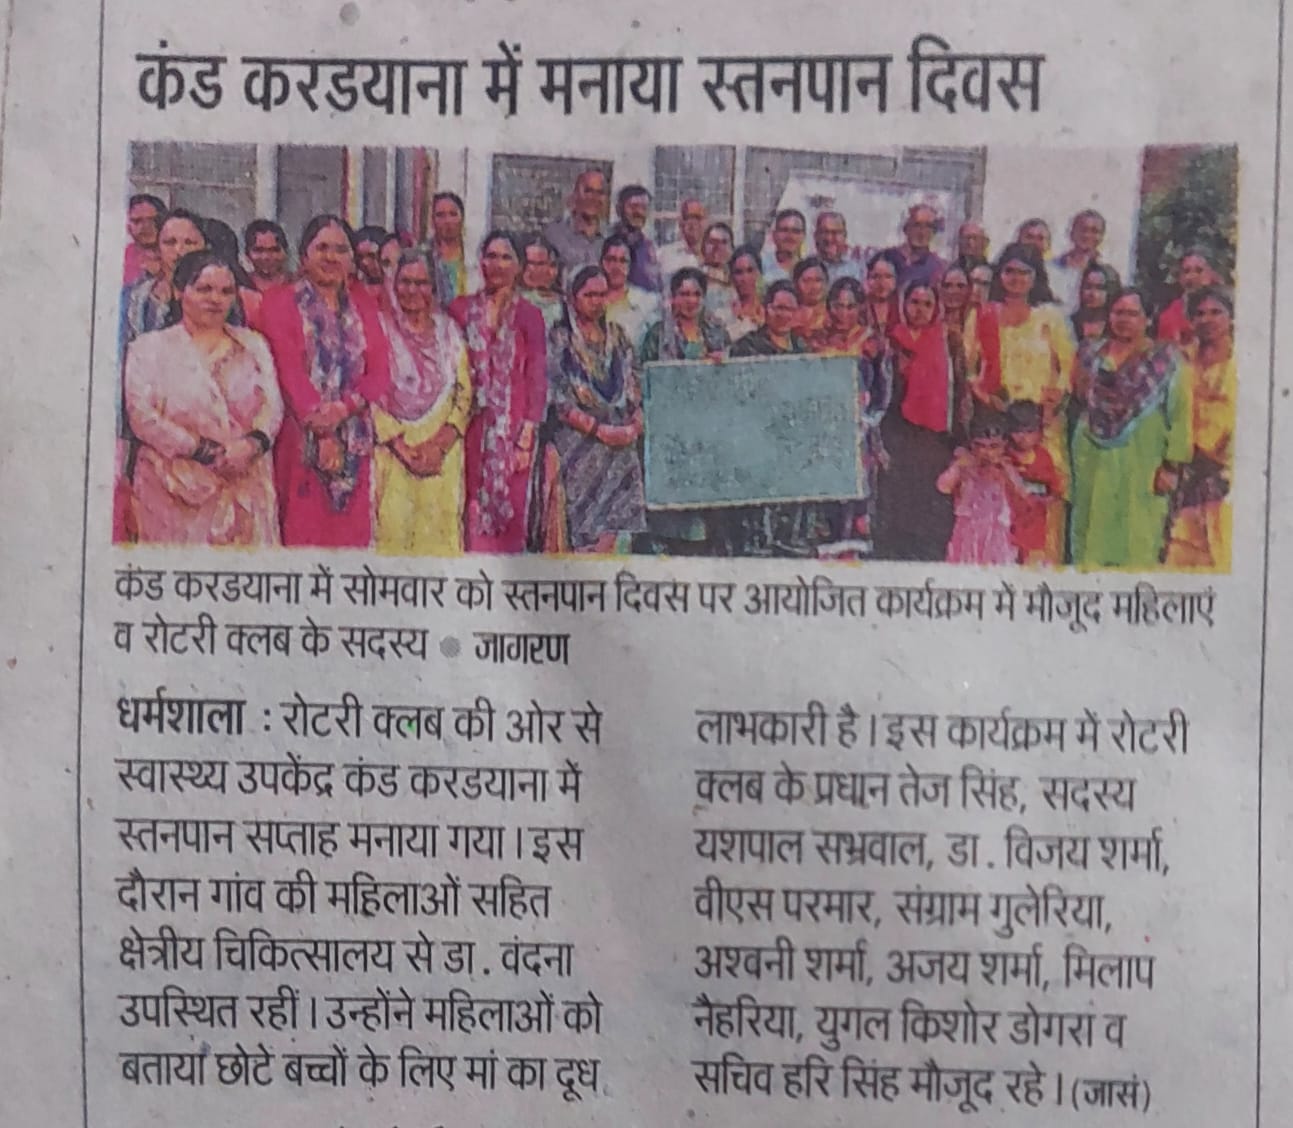 कंड करडयाना में मनाया स्तनपान दिवस
कंड करडयाना में सोमवार को स्तनपान दिवस पर आयोजित कार्यक्रम में मौजूद महिलाएं
व रोटरी क्लब के सदस्य ● जागरण
धर्मशाला : रोटरी क्लब की ओर से
स्वास्थ्य उपकेंद्र कंड करडयाना में
स्तनपान सप्ताह मनाया गया। इस
दौरान गांव की महिलाओं सहित
क्षेत्रीय चिकित्सालय से डा. वंदना
उपस्थित रहीं। उन्होंने महिलाओं को
बताया छोटे बच्चों के लिए मां का दूध
लाभकारी है। इस कार्यक्रम में रोटरी
क्लब के प्रधान तेज सिंह, सदस्य
यशपाल सभ्रवाल, डा. विजय शर्मा,
वीएस परमार, संग्राम गुलेरिया,
अश्वनी शर्मा, अजय शर्मा, मिलाप
नैहरिया, युगल किशोर डोगरा व
सचिव हरि सिंह मौजूद रहे। (जासं)